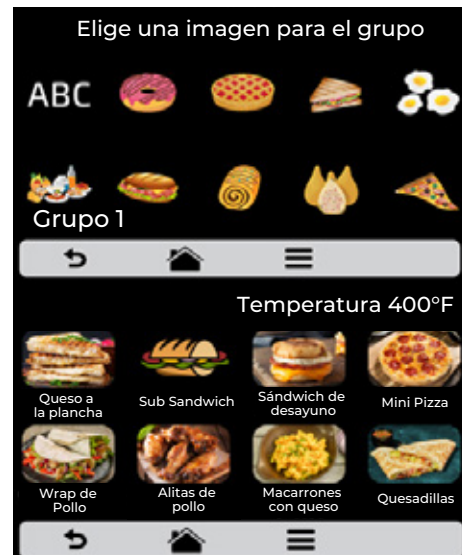 Elige una imagen para el grupo
ABC
Grupo 1
Temperatura 400°F
Queso a
la plancha
Sub Sandwich
Sándwich de
desayuno
Mini Pizza
Wrap de
Pollo
Alitas de
pollo
Macarrones
con queso
Quesadillas